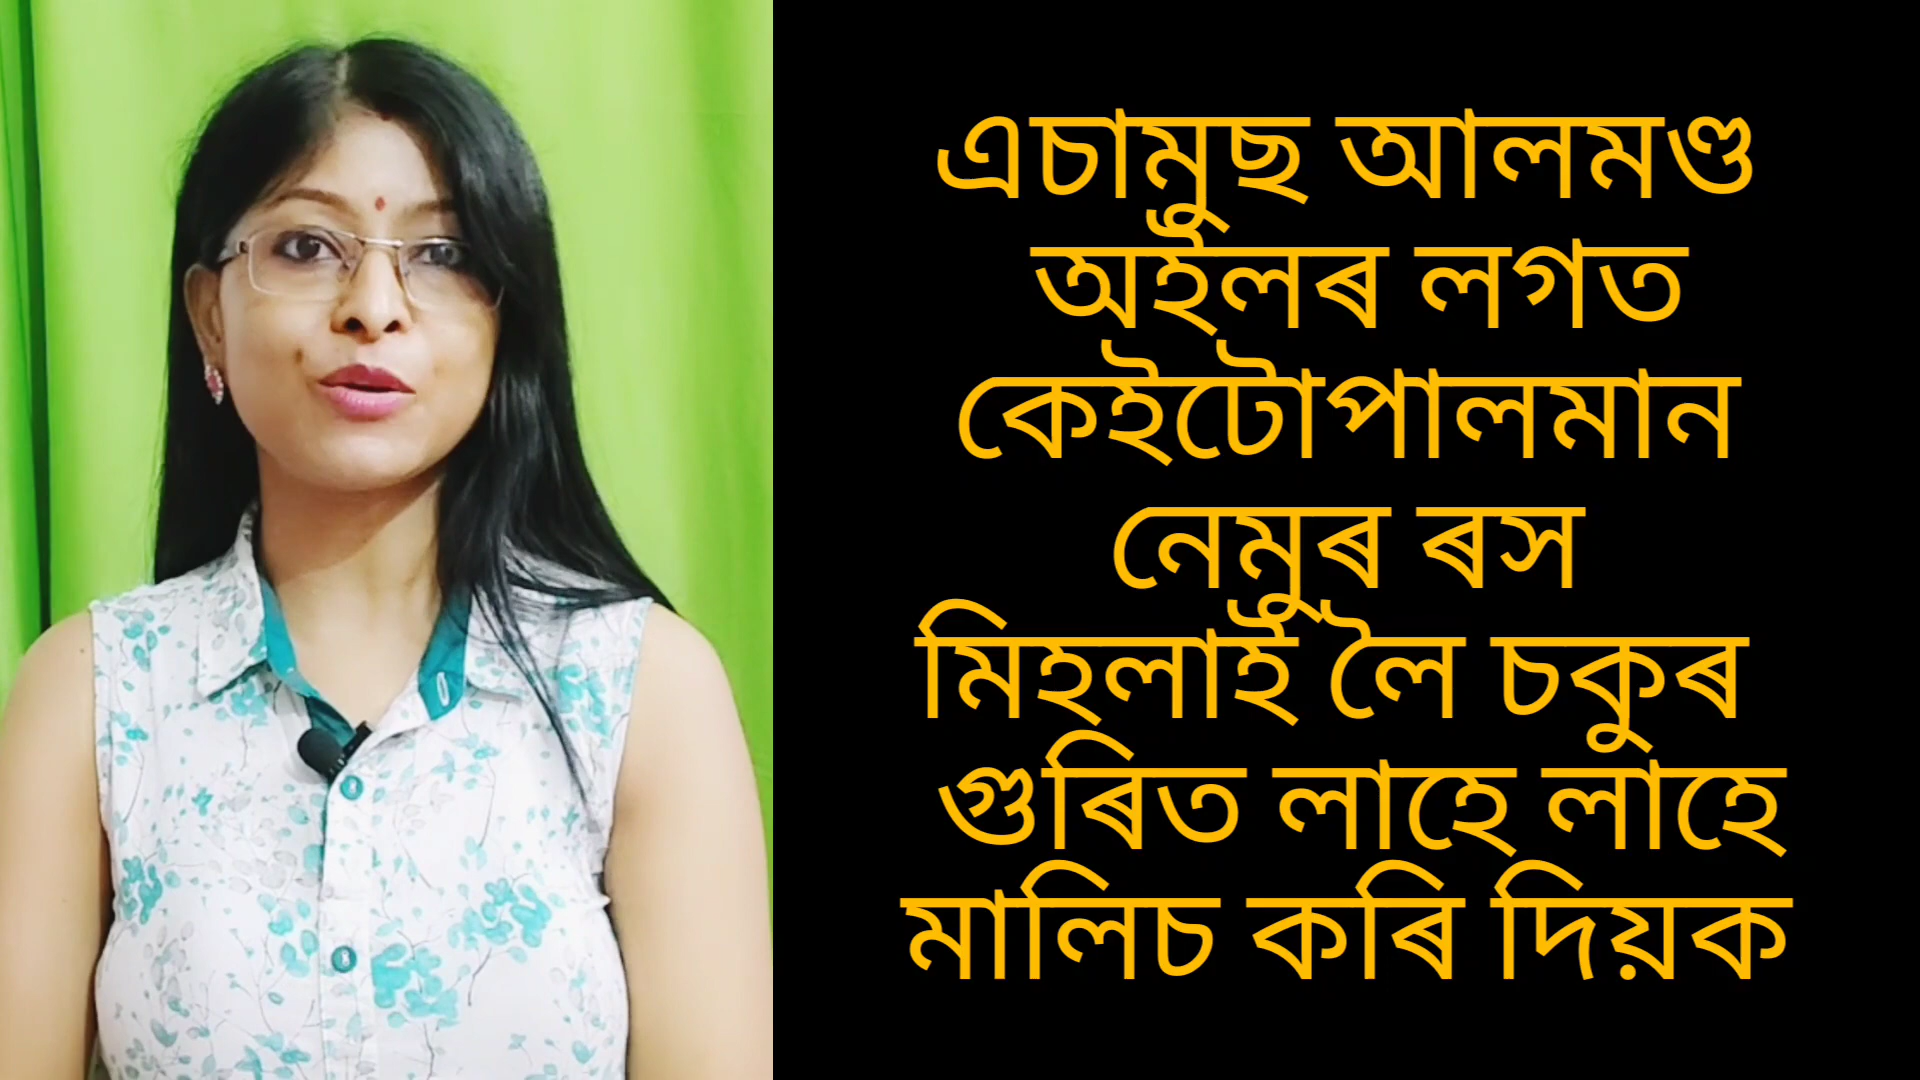 এচামুছ আলমণ্ড
অইলৰ লগত
কেইটোপালমান
নেমুৰ ৰস
মিহলাই লৈ চকুৰ
গুৰিত লাহে লাহে
মালিচ কৰি দিয়ক